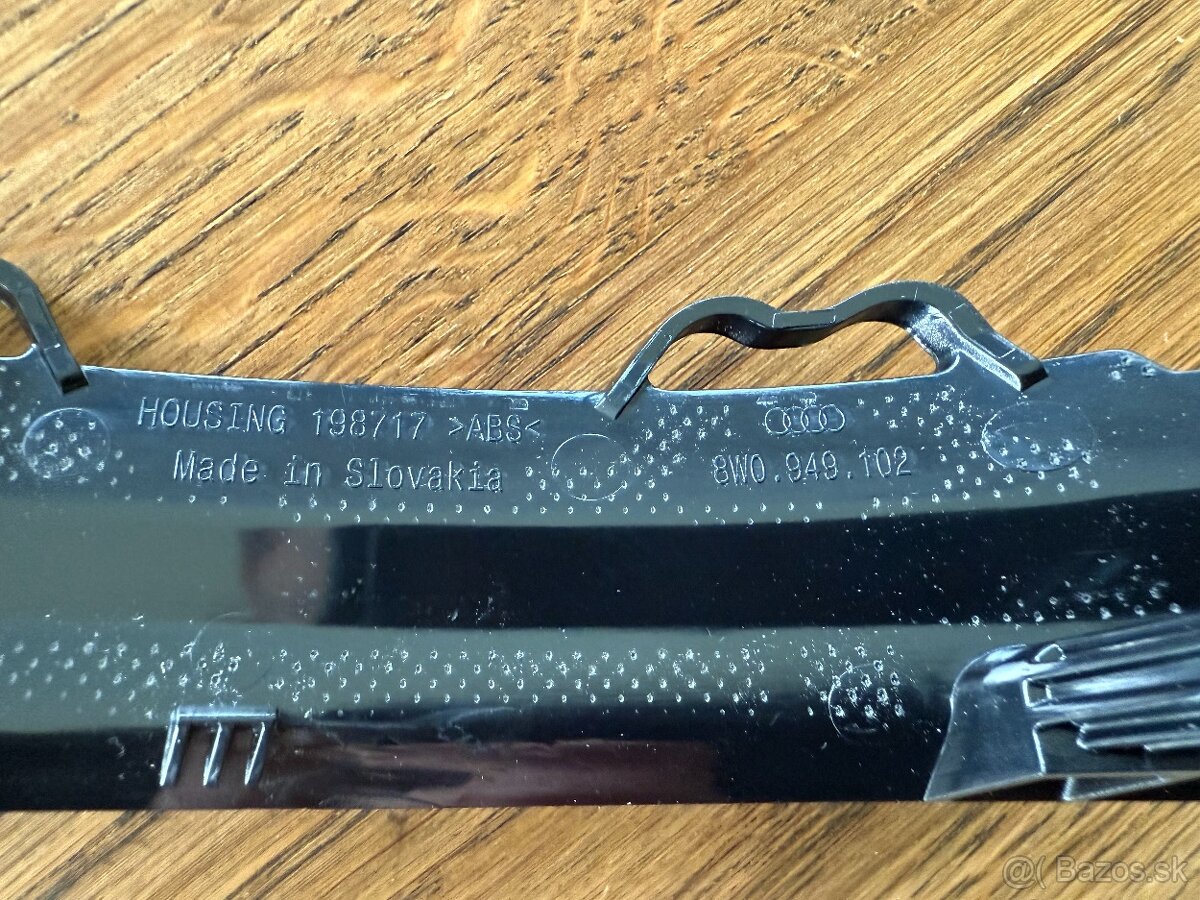 HOUSING 198717 >ABS<
Made in Slovakia
8W0.949.102
@( Bazos.sk